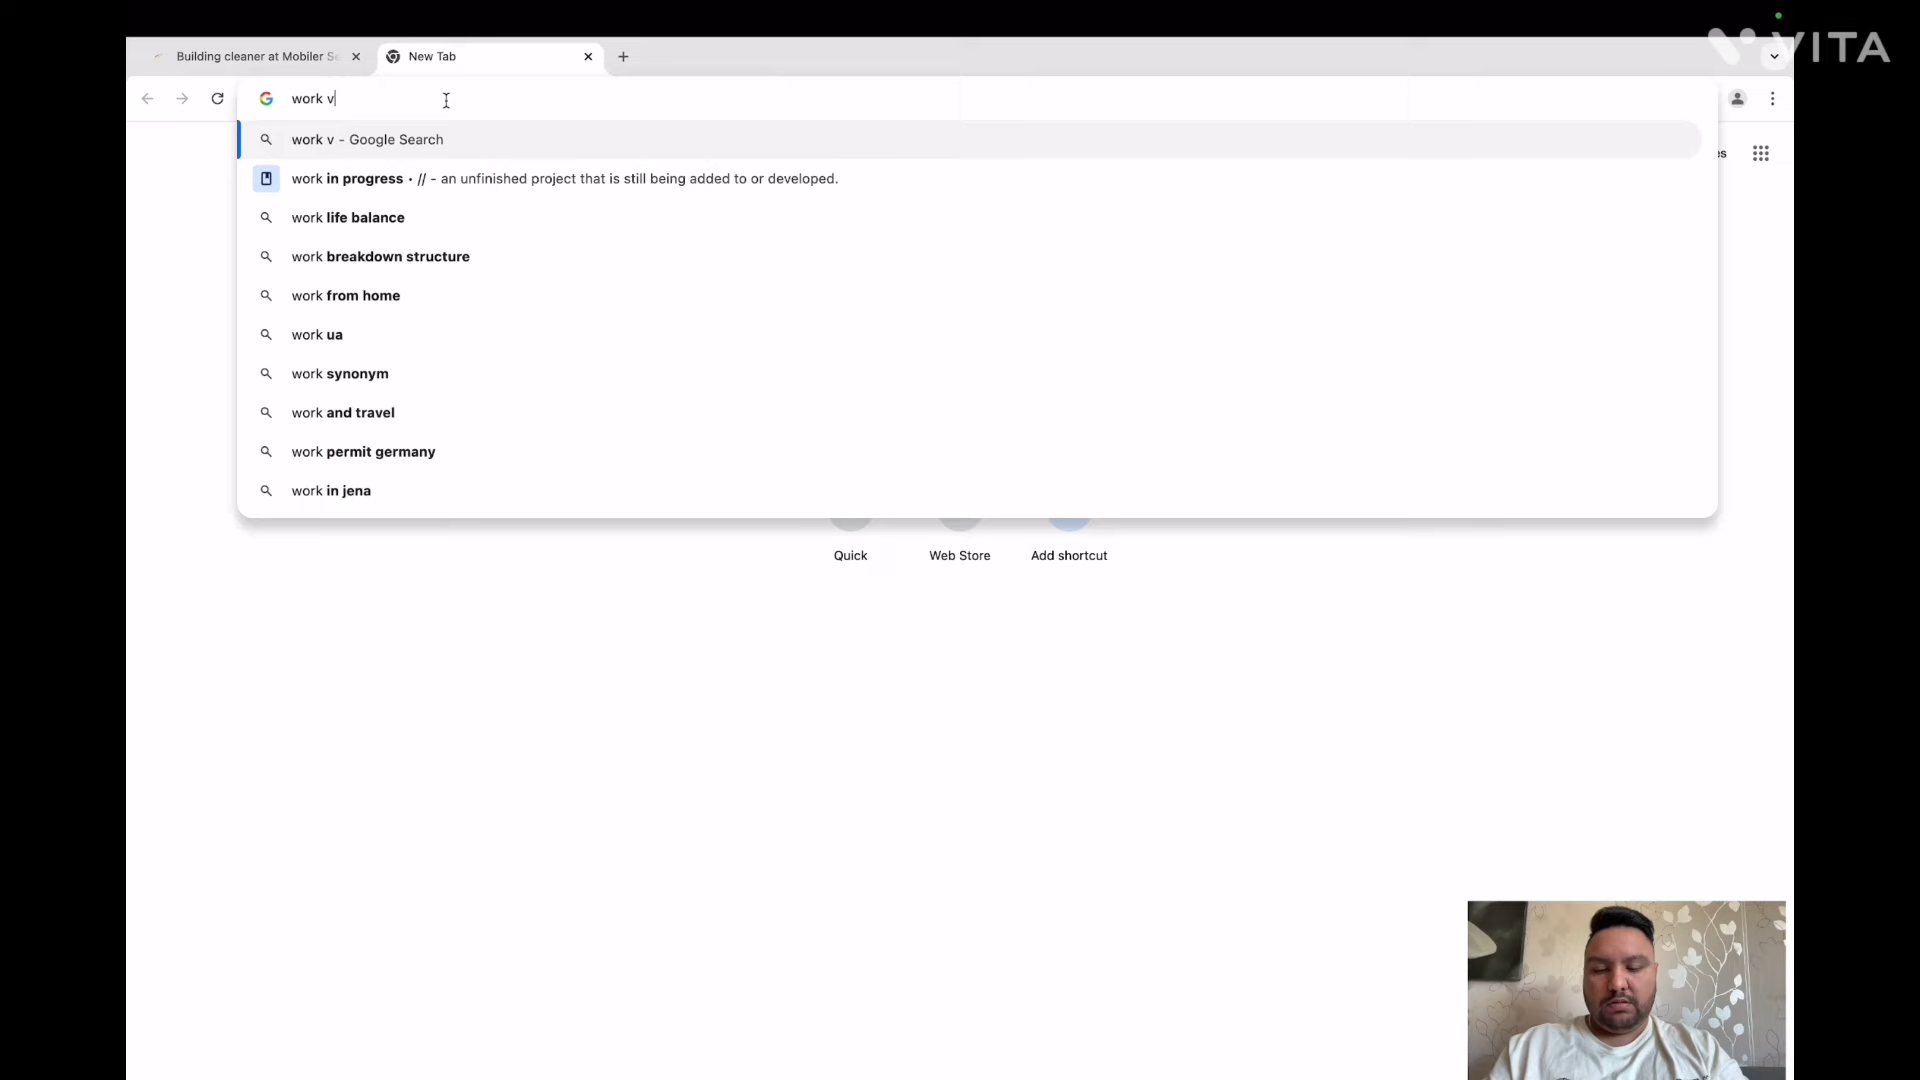 VITA
Building cleaner at Mobiler Se
New Tab
work v
work v - Google Search
work in progress • // - an unfinished project that is still being added to or developed.
work life balance
work breakdown structure
work from home
work ua
work synonym
work and travel
work permit germany
work in jena
Quick
Web Store
Add shortcut